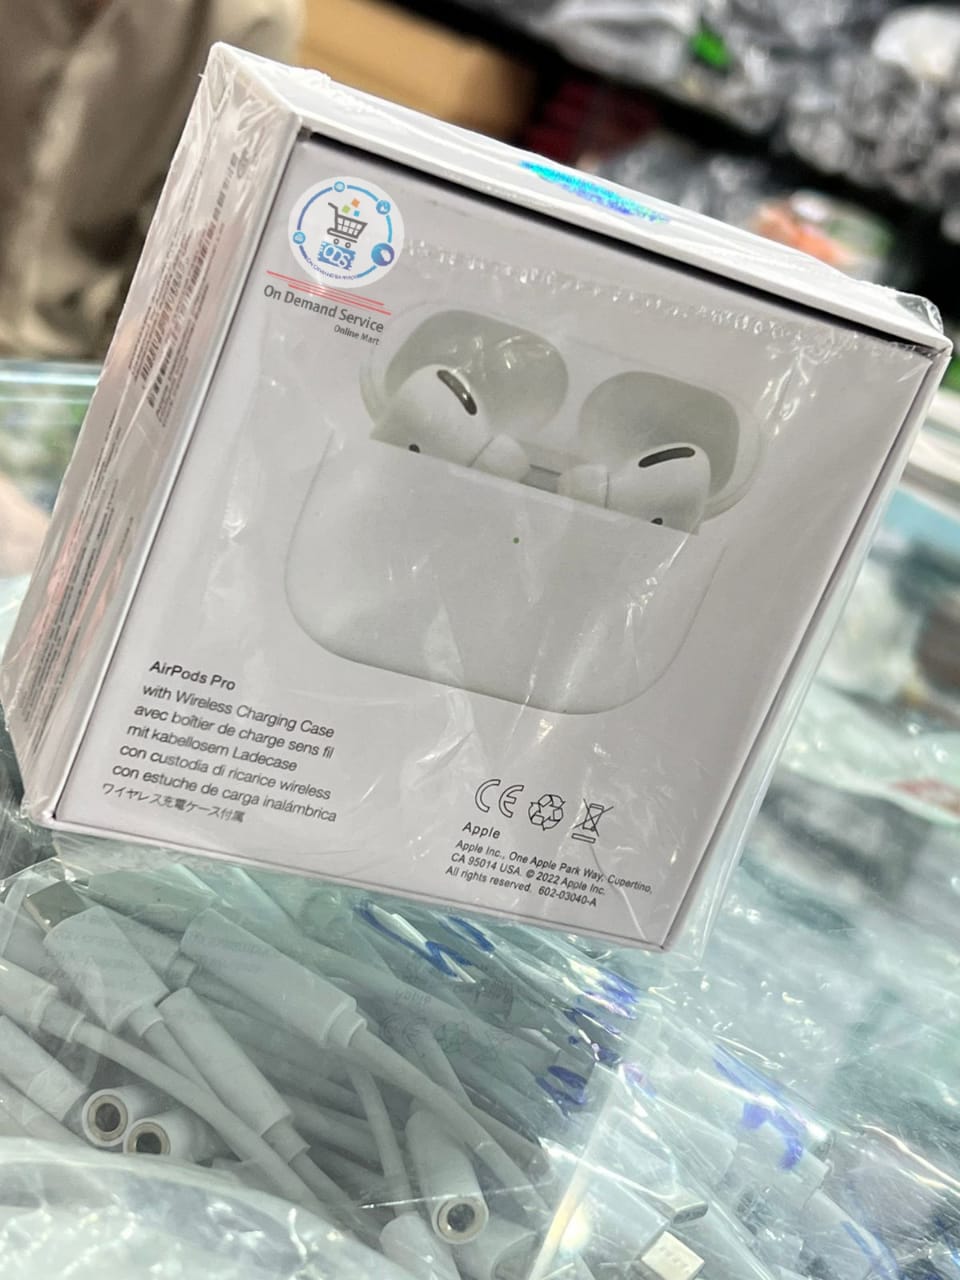 ODS
On Demand Service
Online Mart
AirPods Pro
with Wireless Charging Case
avec boîtier de charge sens fil
mit kabellosem Ladecase
con custodia di ricarice wireless
con estuche de carga inalámbrica
ワイヤレス充電ケース付属
CE
Apple
Apple Inc., One Apple Park Way, Cupertino,
CA 95014 USA. © 2022 Apple Inc.
All rights reserved. 602-03040-A